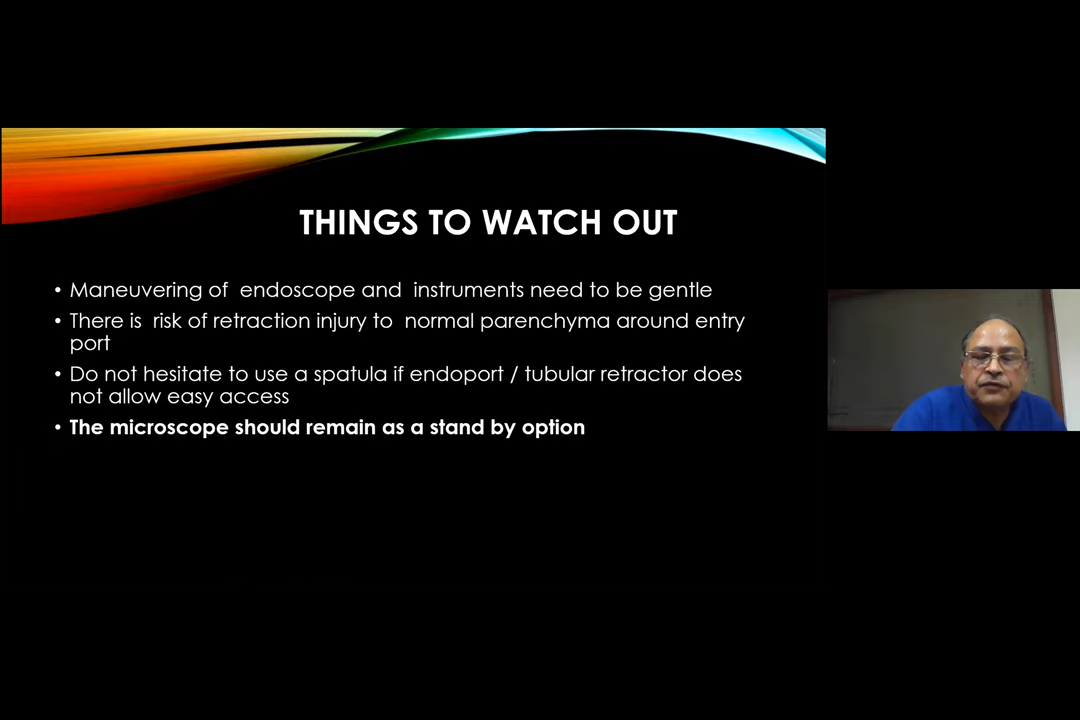 THINGS TO WATCH OUT
• Maneuvering of endoscope and instruments need to be gentle
• There is risk of retraction injury to normal parenchyma around entry
port
• Do not hesitate to use a spatula if endoport / tubular retractor does
not allow easy access
• The microscope should remain as a stand by option